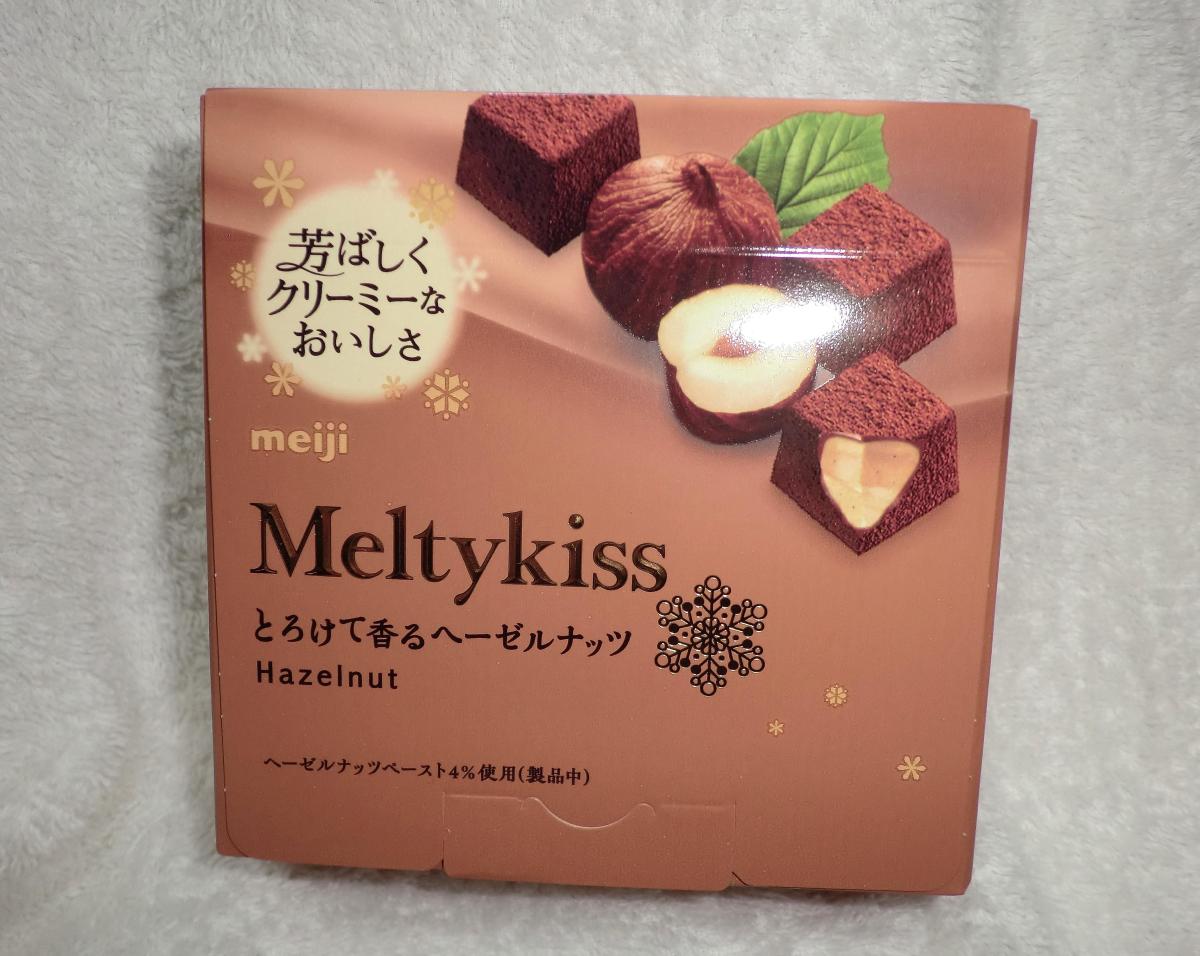 芳ばしく
クリーミーな
おいしさ
meiji
Meltykiss
とろけて香るヘーゼルナッツ
Hazelnut
ヘーゼルナッツペースト4%使用(製品中)